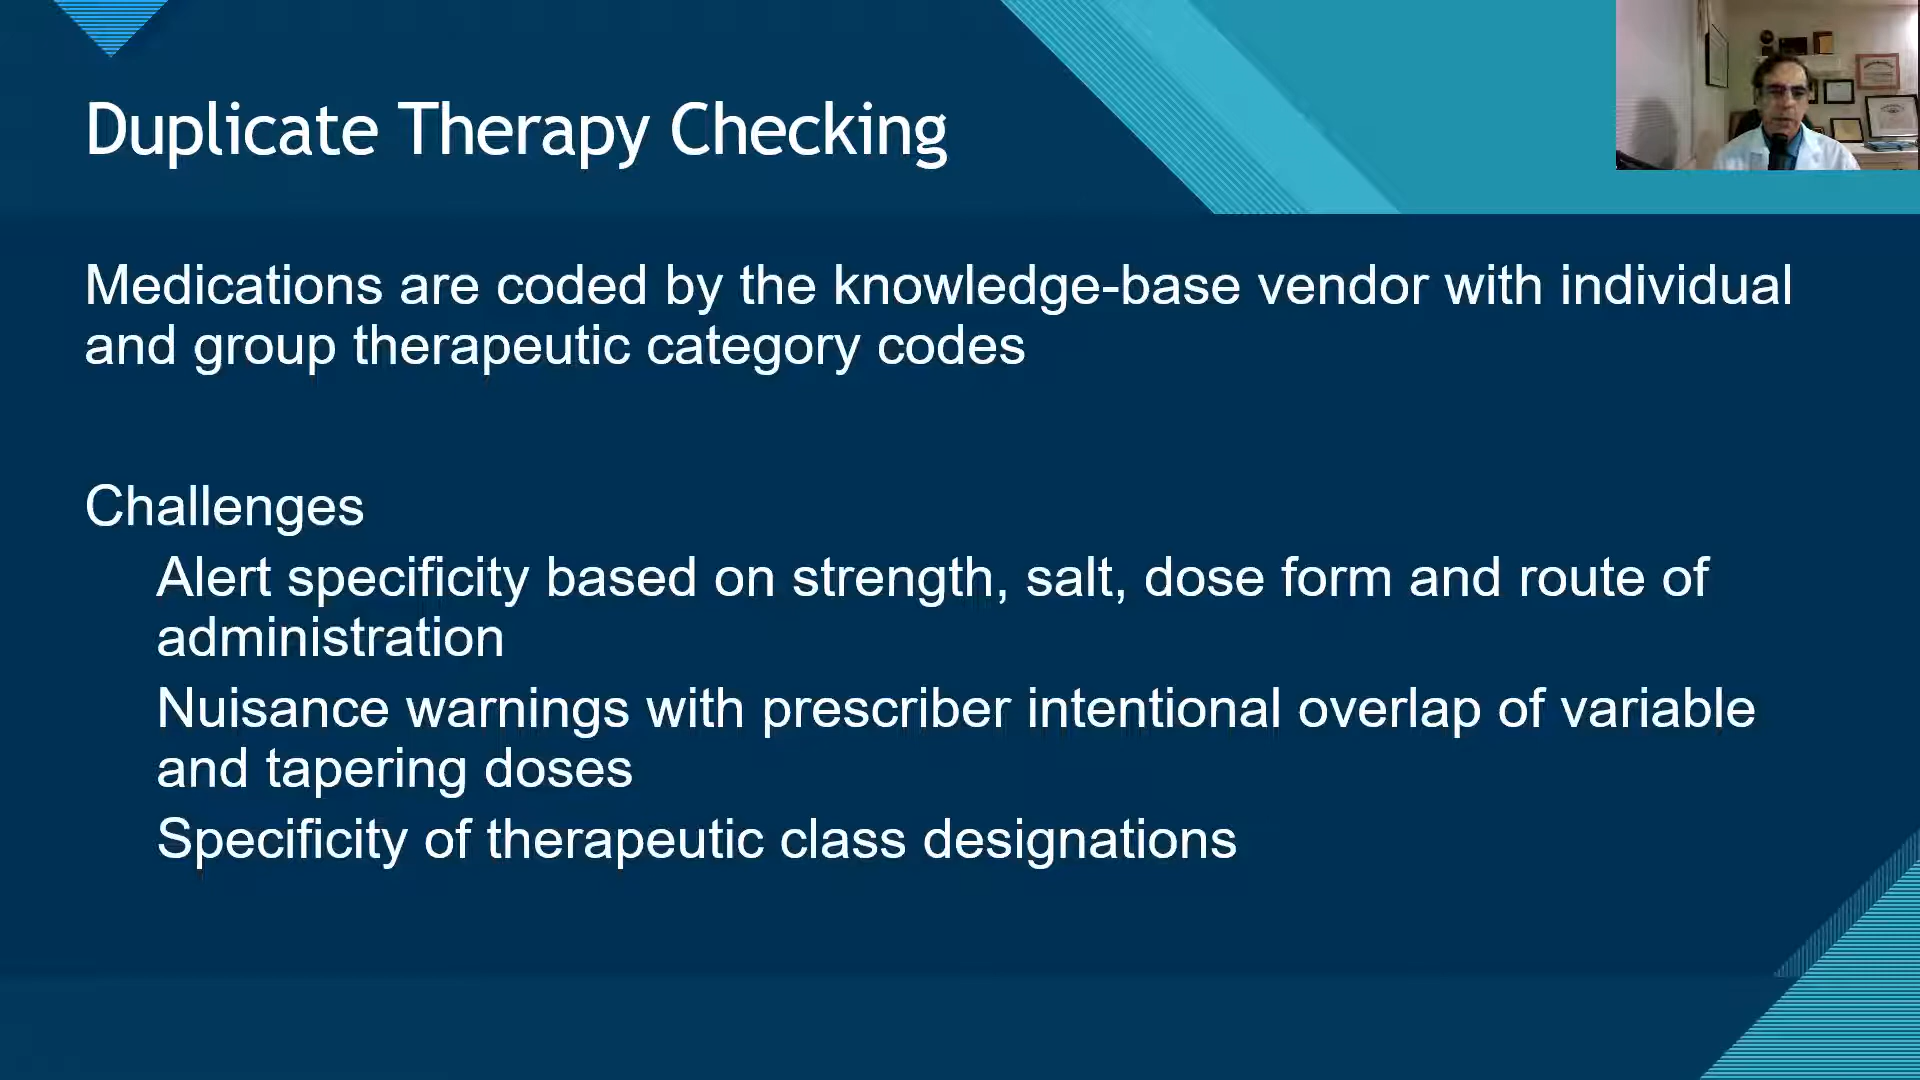 Duplicate Therapy Checking
Medications are coded by the knowledge-base vendor with individual
and group therapeutic category codes
Challenges
Alert specificity based on strength, salt, dose form and route of
administration
Nuisance warnings with prescriber intentional overlap of variable
and tapering doses
Specificity of therapeutic class designations